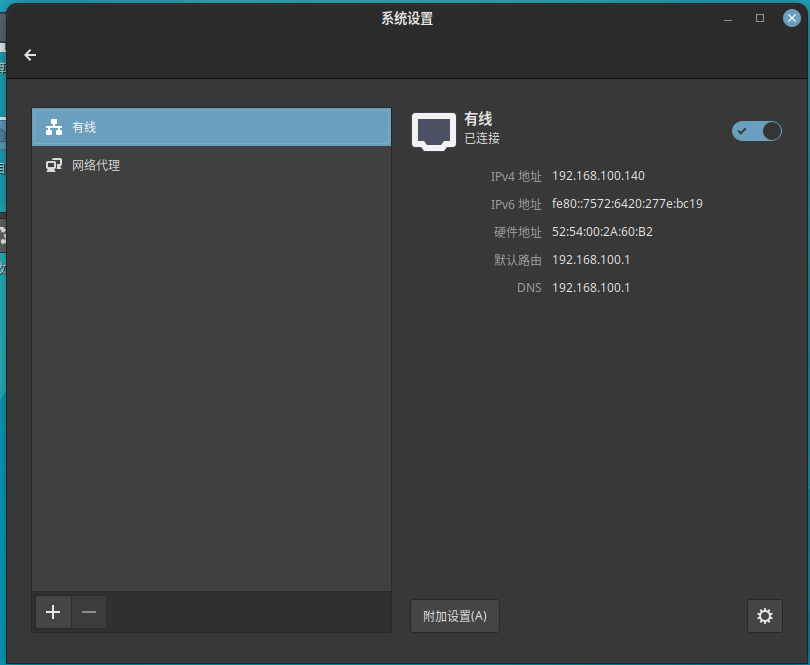 系统设置
有线
网络代理
有线
已连接
IPv4 地址 192.168.100.140
IPv6 地址 fe80::7572:6420:277e:bc19
硬件地址 52:54:00:2A:60:B2
默认路由 192.168.100.1
DNS 192.168.100.1
附加设置(A)